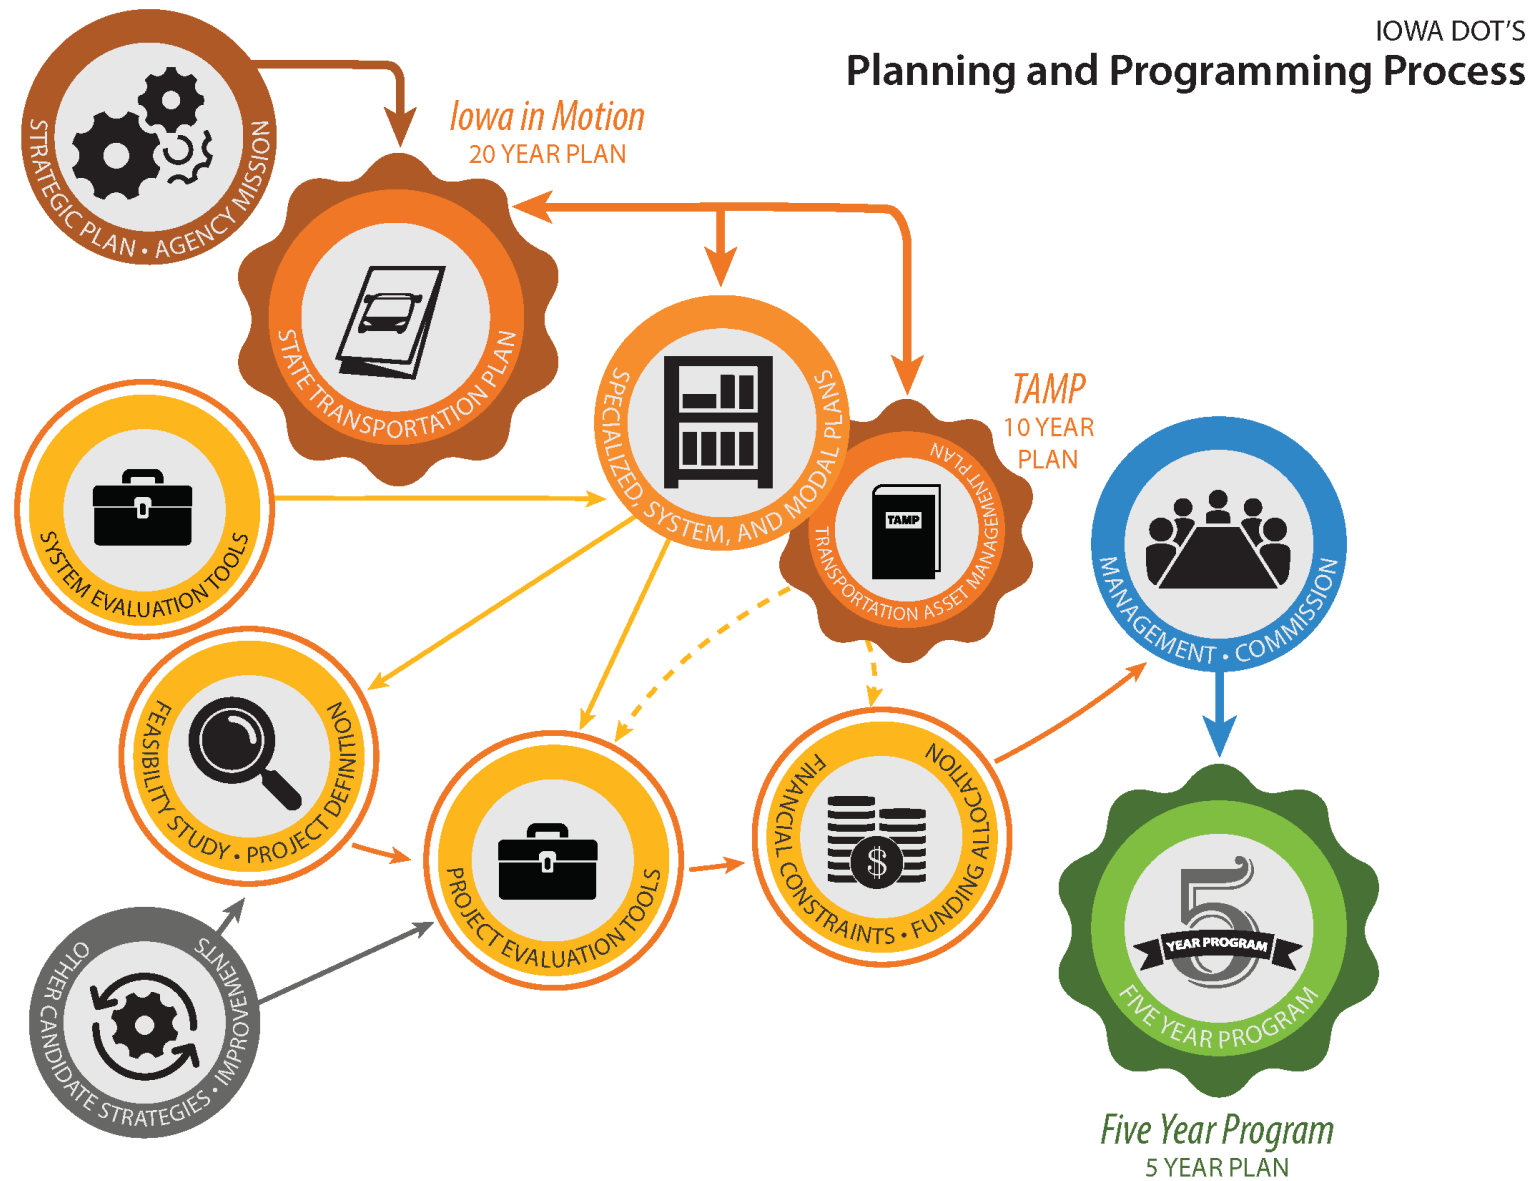 IOWA DOT'S
Planning and Programming Process
STRATEGIC PLAN • AGENCY MISSION
Iowa in Motion
20 YEAR PLAN
STATE TRANSPORTATION PLAN
SPECIALIZED, SYSTEM, AND MODAL PLANS
TAMP
10 YEAR
PLAN
TAMP
TRANSPORTATION ASSET MANAGEMENT PLAN
SYSTEM EVALUATION TOOLS
MANAGEMENT • COMMISSION
FEASIBILITY STUDY • PROJECT DEFINITION
PROJECT EVALUATION TOOLS
$
FINANCIAL CONSTRAINTS • FUNDING ALLOCATION
OTHER CANDIDATE STRATEGIES • IMPROVEMENTS
5
YEAR PROGRAM
FIVE YEAR PROGRAM
Five Year Program
5 YEAR PLAN